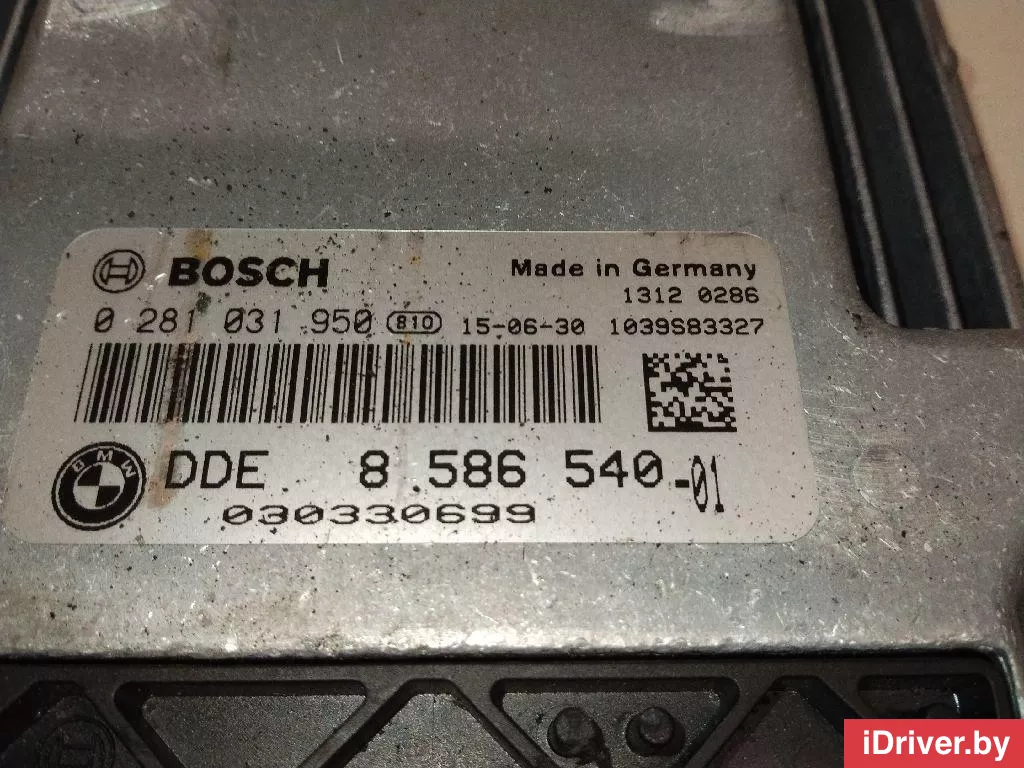 BOSCH
Made in Germany
1312 0286
0 281 031 950 810 15-06-30 1039S83327
BMW
DDE 8 586 540-01
030330699
iDriver.by